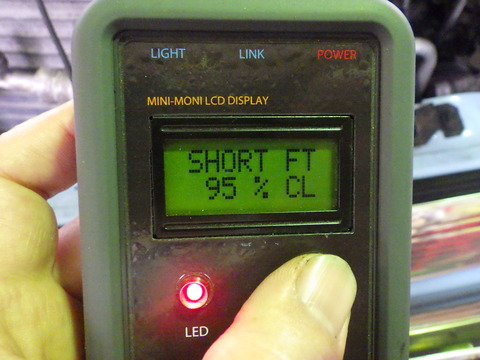 LIGHT LINK POWER
MINI-MONI LCD DISPLAY
SHORT FT
95 % CL
LED